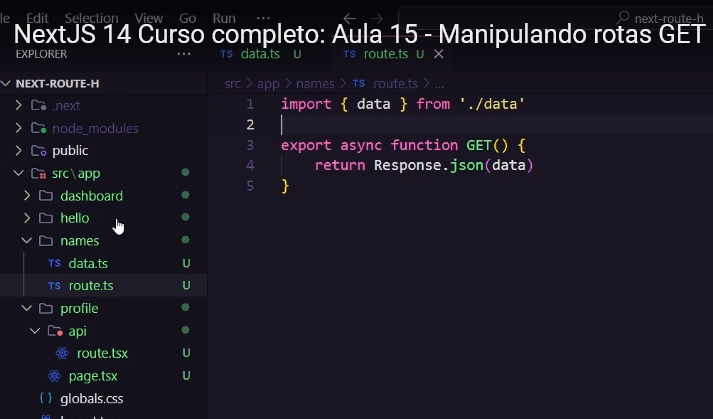 le Edit Selection View Go Run ... next-route-h
NextJS 14 Curso completo: Aula 15 - Manipulando rotas GET
EXPLORER ... TS data.ts U TS route.ts U
NEXT-ROUTE-H
src > app > names > TS route.ts > ...
.next
node_modules
public
src\app
dashboard
hello
names
TS data.ts U
TS route.ts U
profile
api
route.tsx U
page.tsx U
{} globals.css
1 import { data } from './data'
2
3 export async function GET() {
4 return Response.json(data)
5 }